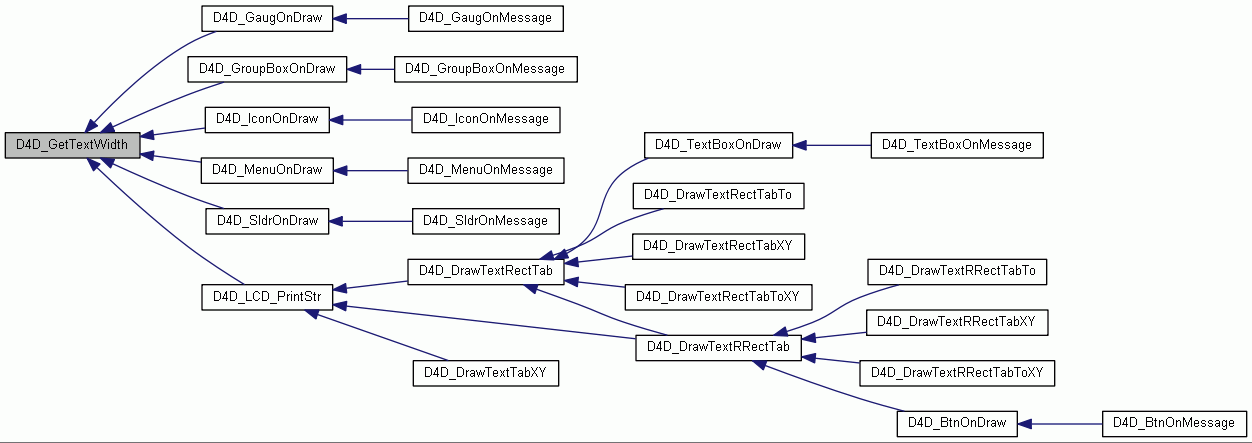 D4D_GaugOnDraw
D4D_GaugOnMessage
D4D_GroupBoxOnDraw
D4D_GroupBoxOnMessage
D4D_IconOnDraw
D4D_IconOnMessage
D4D_GetTextWidth
D4D_TextBoxOnDraw
D4D_TextBoxOnMessage
D4D_MenuOnDraw
D4D_MenuOnMessage
D4D_DrawTextRectTabTo
D4D_SldrOnDraw
D4D_SldrOnMessage
D4D_DrawTextRectTabXY
D4D_DrawTextRectTab
D4D_DrawTextRRectTabTo
D4D_LCD_PrintStr
D4D_DrawTextRectTabToXY
D4D_DrawTextRRectTabXY
D4D_DrawTextRRectTab
D4D_DrawTextTabXY
D4D_DrawTextRRectTabToXY
D4D_BtnOnDraw
D4D_BtnOnMessage